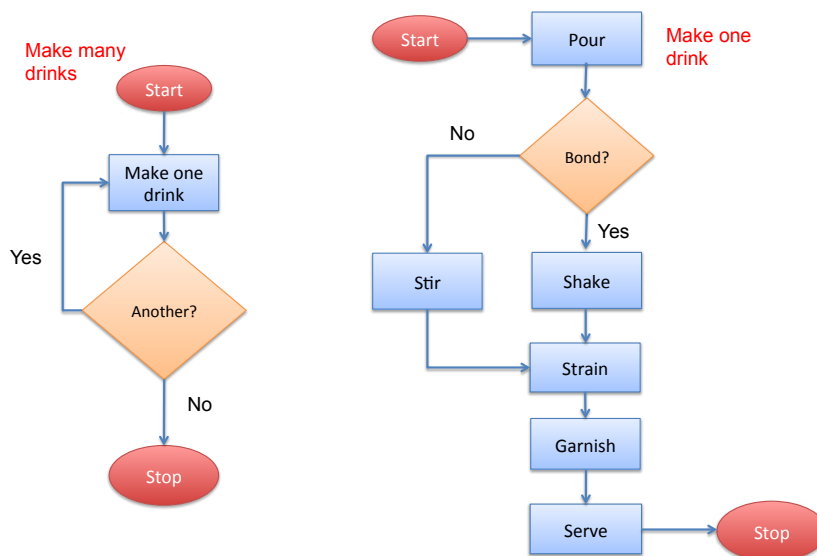 Make many
drinks
Start
Make one
drink
Yes
Another?
No
Stop
Start
Pour
Make one
drink
No
Bond?
Yes
Stir
Shake
Strain
Garnish
Serve
Stop